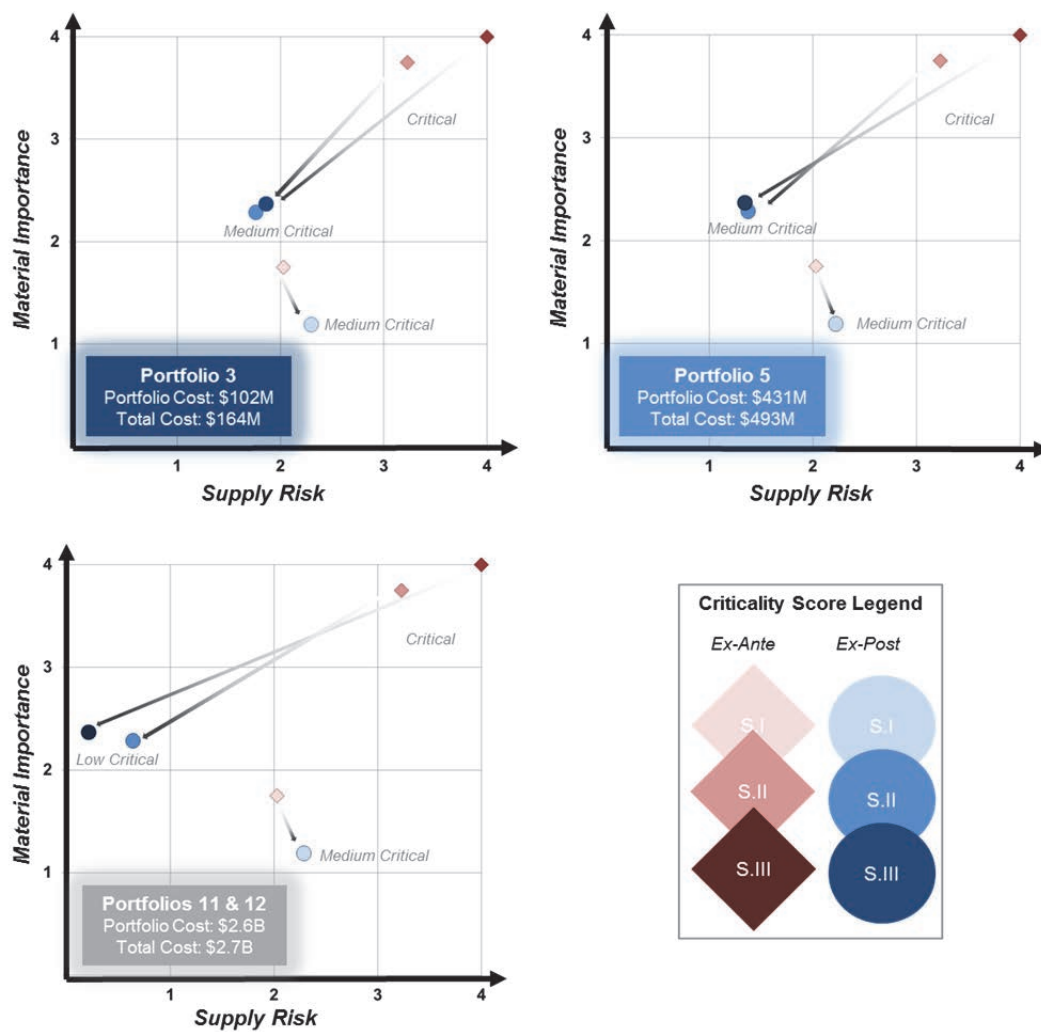 4
3
2
1
Material Importance
Critical
Medium Critical
Medium Critical
Portfolio 3
Portfolio Cost: $102M
Total Cost: $164M
1
2
3
4
Supply Risk
4
3
2
1
Material Importance
Critical
Medium Critical
Medium Critical
Portfolio 5
Portfolio Cost: $431M
Total Cost: $493M
1
2
3
4
Supply Risk
4
3
2
1
Material Importance
Critical
Low Critical
Medium Critical
Portfolios 11 & 12
Portfolio Cost: $2.6B
Total Cost: $2.7B
1
2
3
4
Supply Risk
Criticality Score Legend
Ex-Ante
Ex-Post
S.I
S.I
S.II
S.II
S.III
S.III